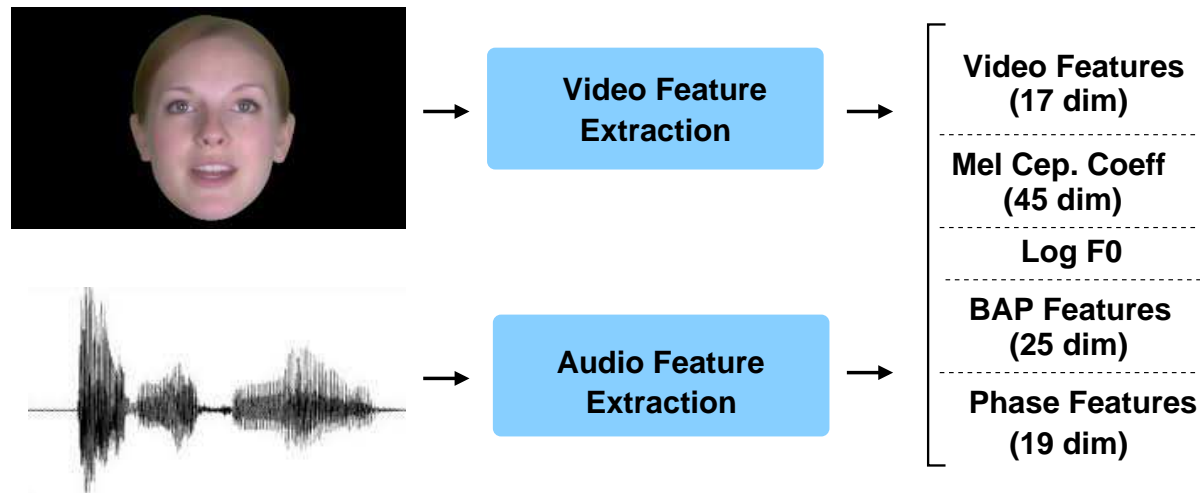 Video Feature
Extraction
Audio Feature
Extraction
Video Features
(17 dim)
Mel Cep. Coeff
(45 dim)
Log F0
BAP Features
(25 dim)
Phase Features
(19 dim)